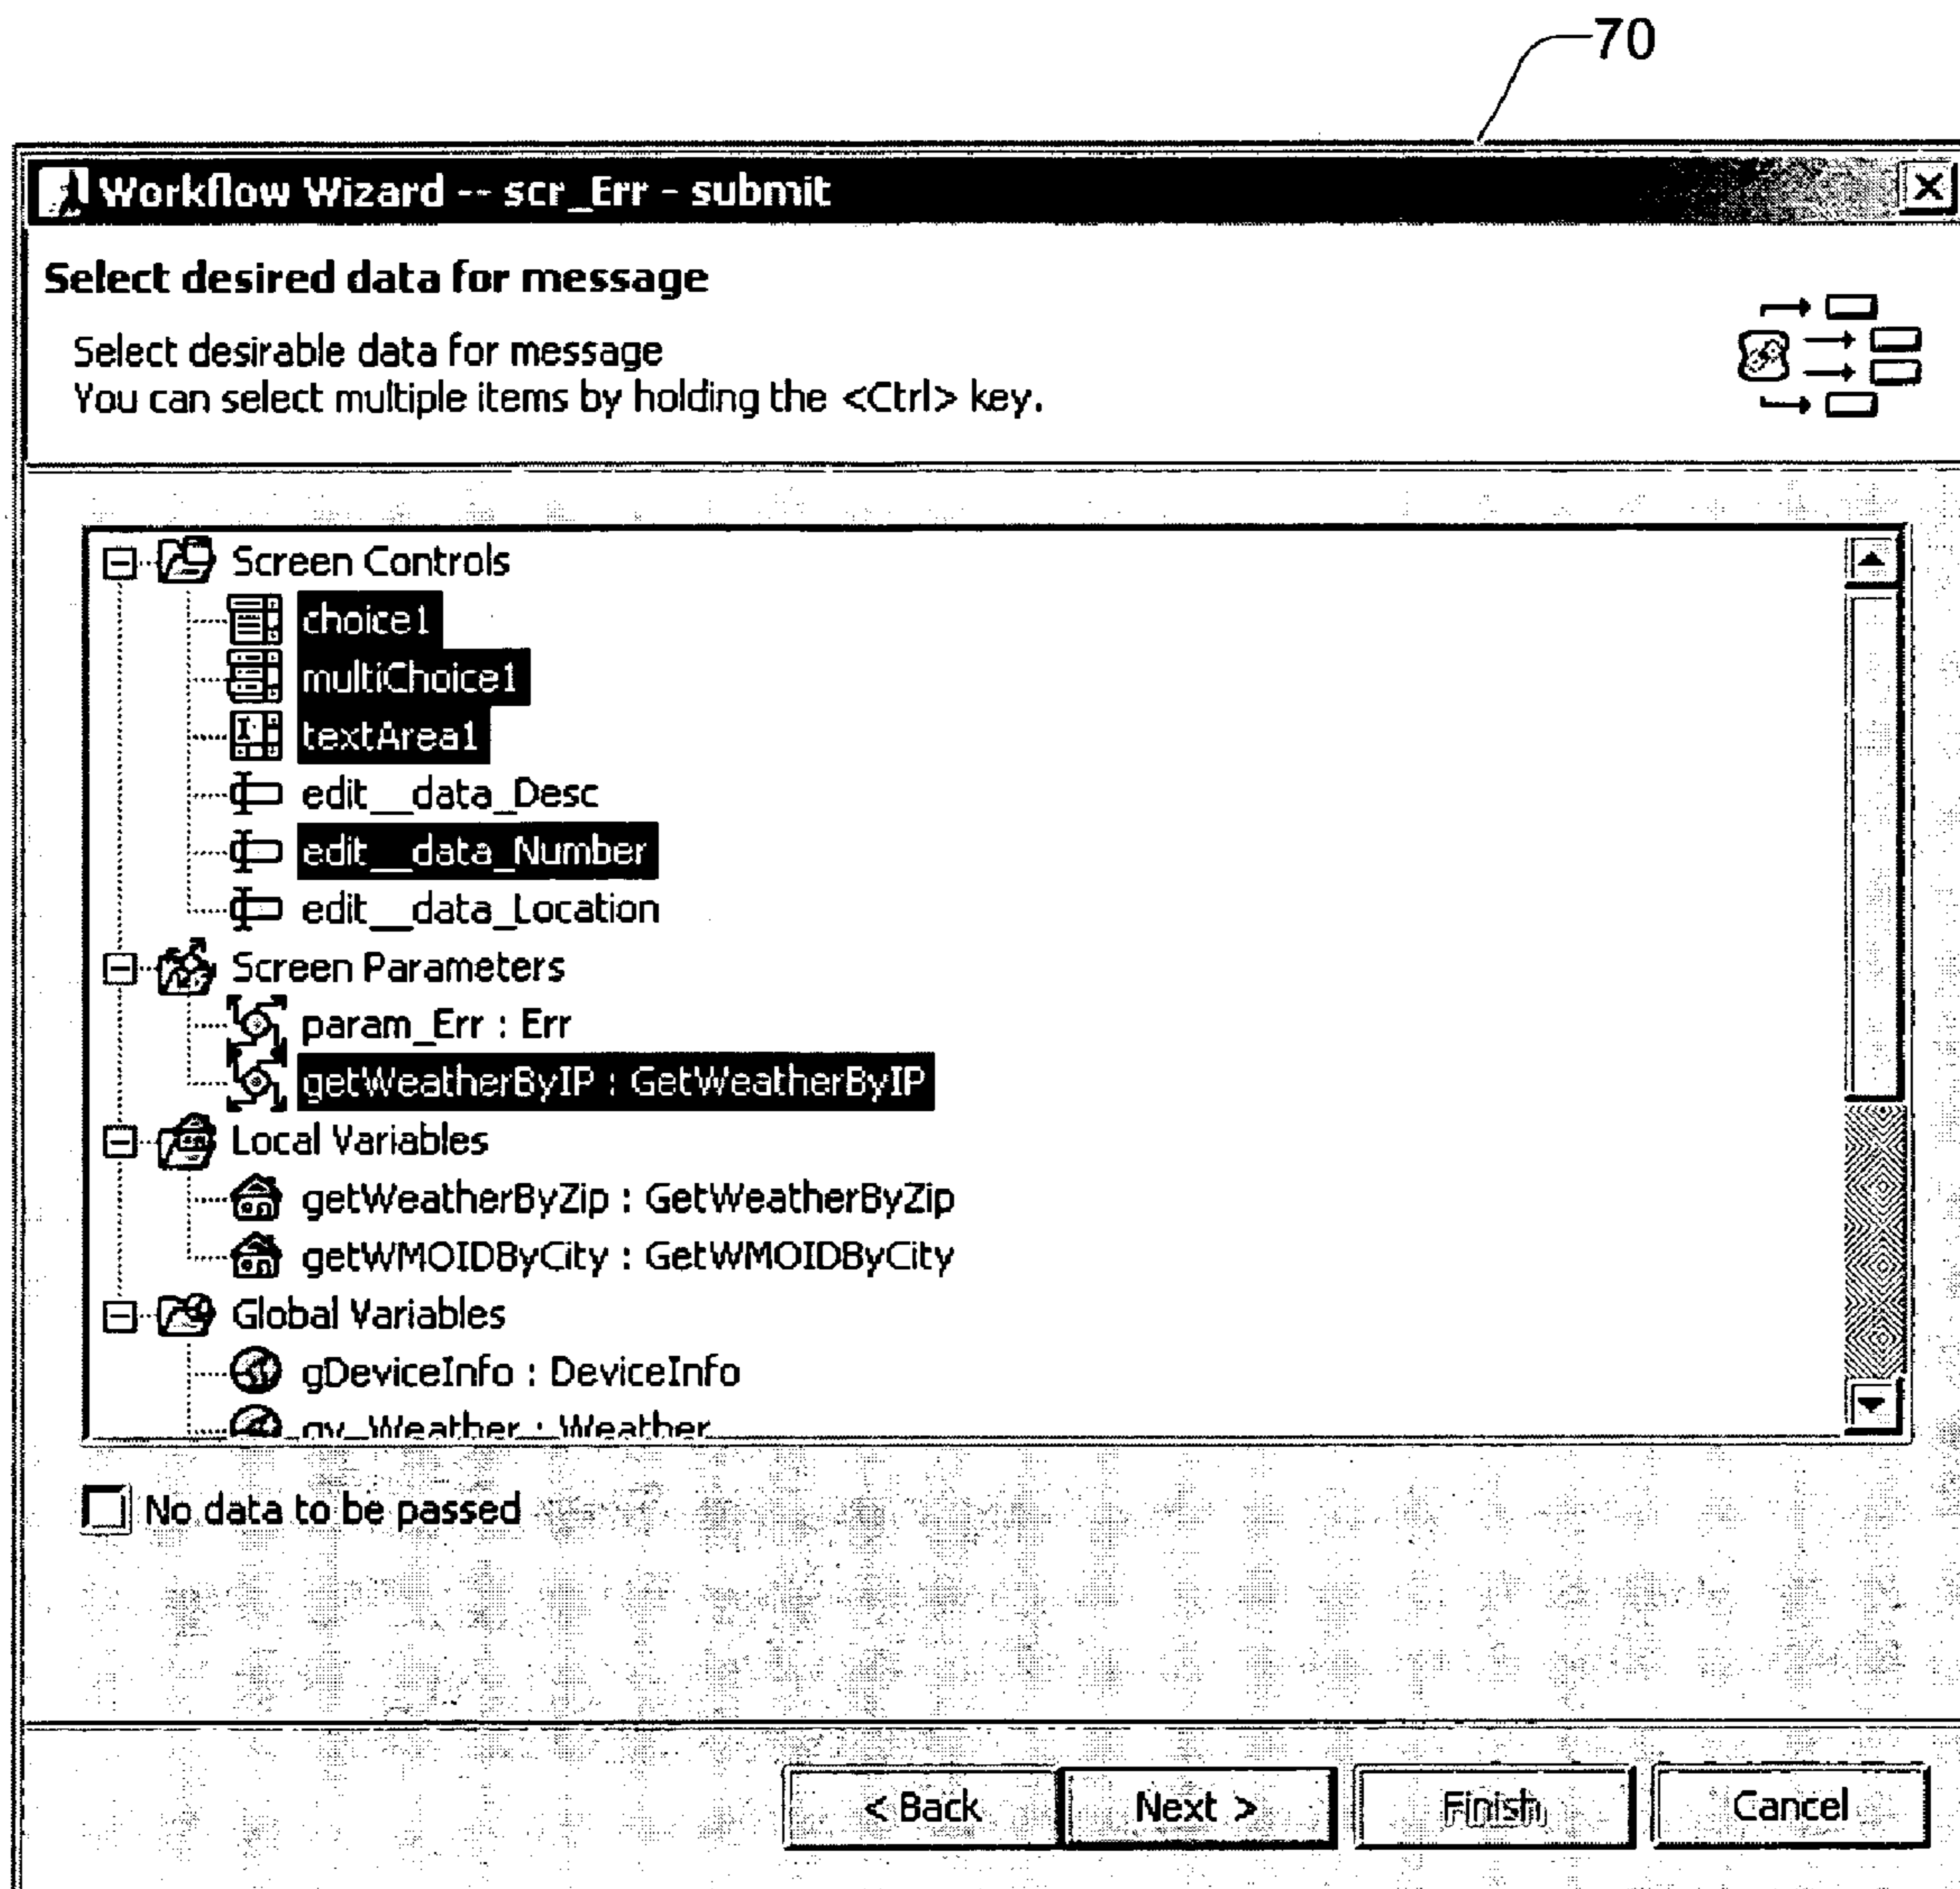 70
Workflow Wizard -- scr_Err - submit
Select desired data for message
Select desirable data for message
You can select multiple items by holding the <Ctrl> key.
Screen Controls
choice1
multiChoice1
textArea1
edit__data_Desc
edit__data_Number
edit__data_Location
Screen Parameters
param_Err : Err
getWeatherByIP : GetWeatherByIP
Local Variables
getWeatherByZip : GetWeatherByZip
getWMOIDByCity : GetWMOIDByCity
Global Variables
gDeviceInfo : DeviceInfo
gv_Weather : Weather
No data to be passed
< Back
Next >
Finish
Cancel